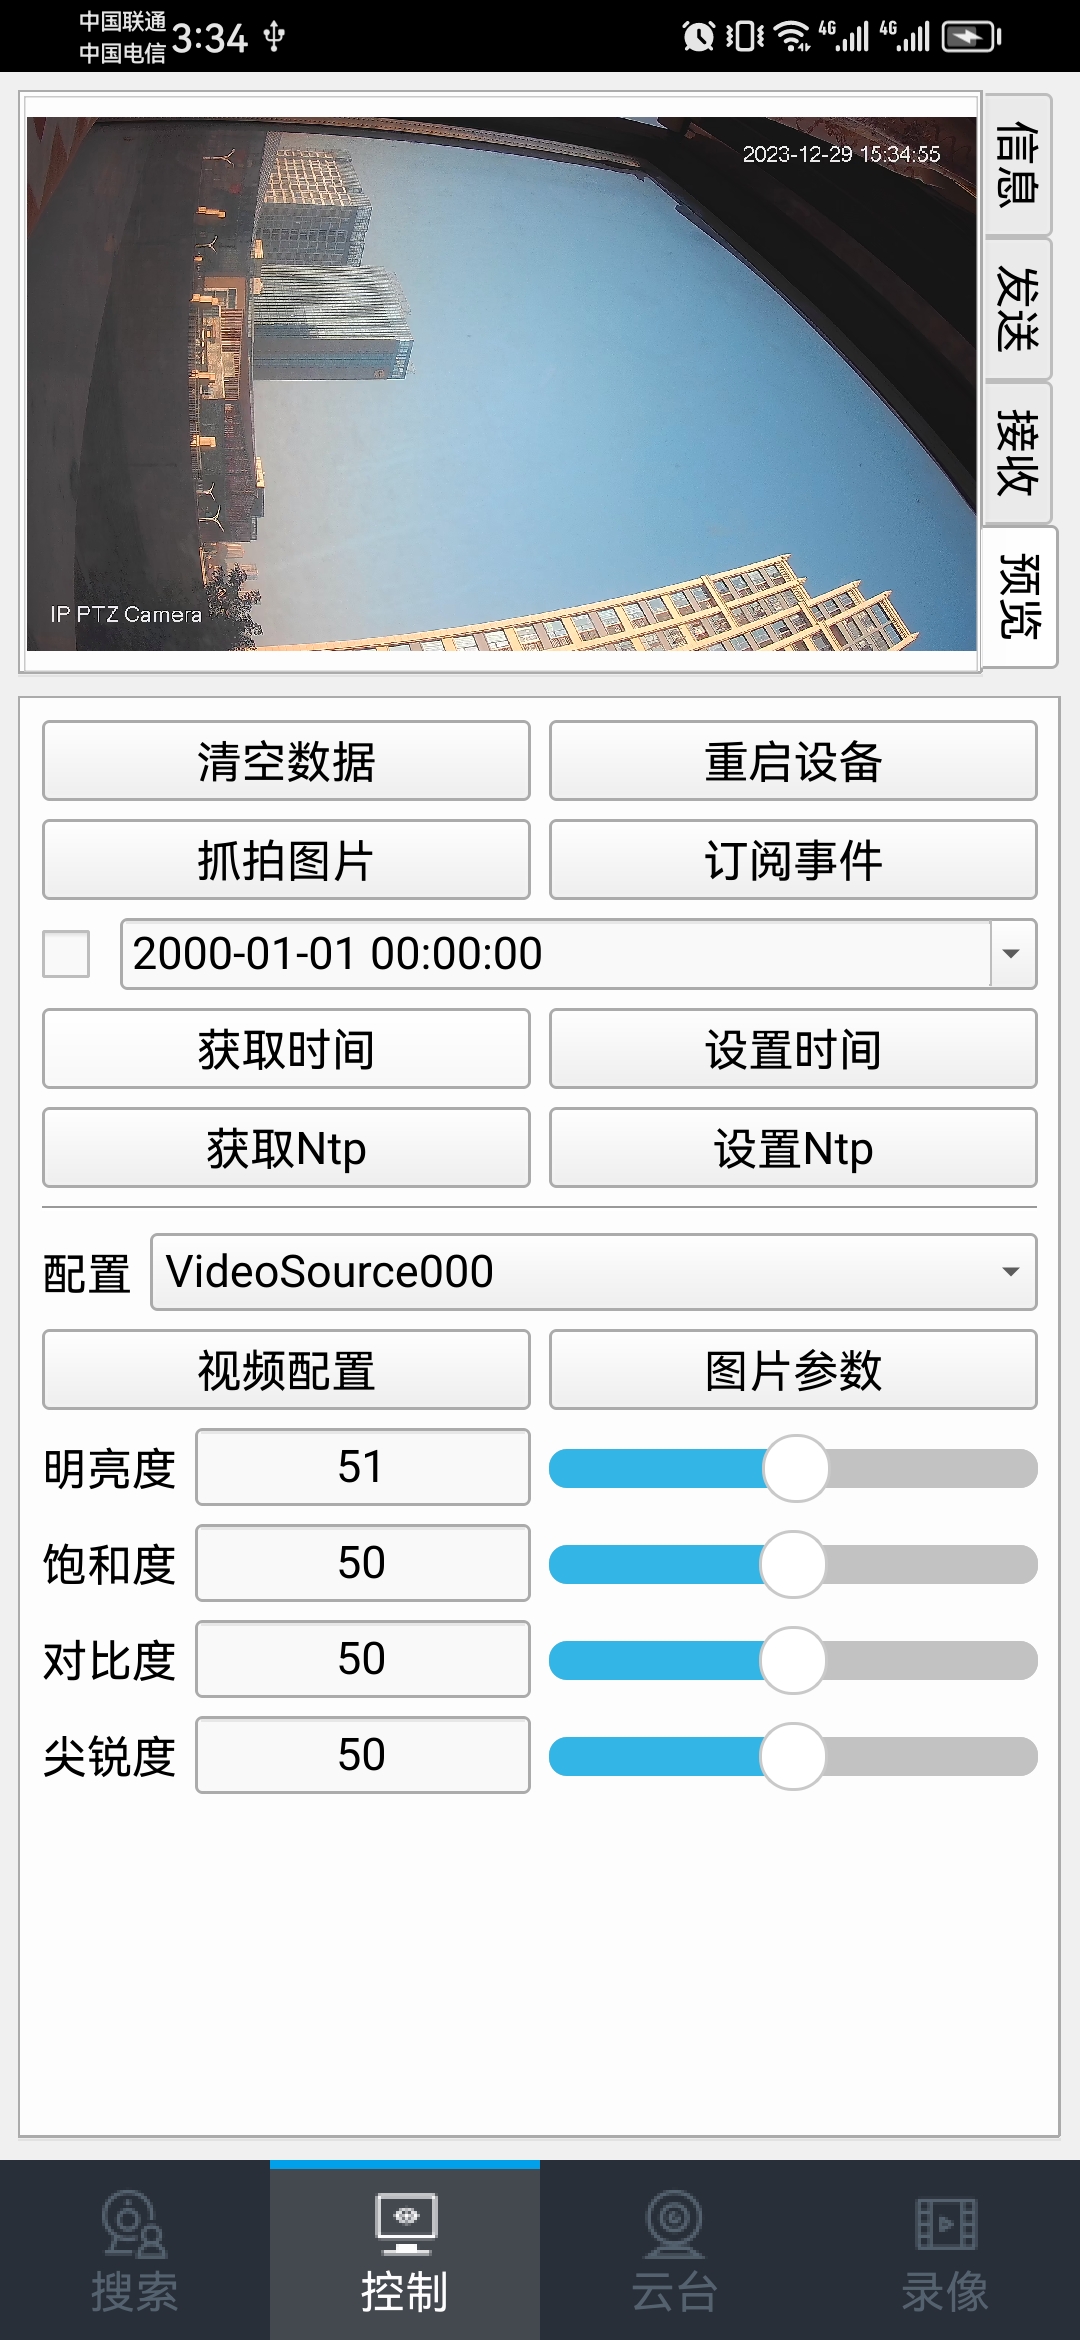 中国联通
中国电信
3:34
4G 4G
2023-12-29 15:34:55
IP PTZ Camera
信息
发送
接收
预览
清空数据 重启设备
抓拍图片 订阅事件
2000-01-01 00:00:00
获取时间 设置时间
获取Ntp 设置Ntp
配置 VideoSource000
视频配置 图片参数
明亮度 51
饱和度 50
对比度 50
尖锐度 50
搜索 控制 云台 录像